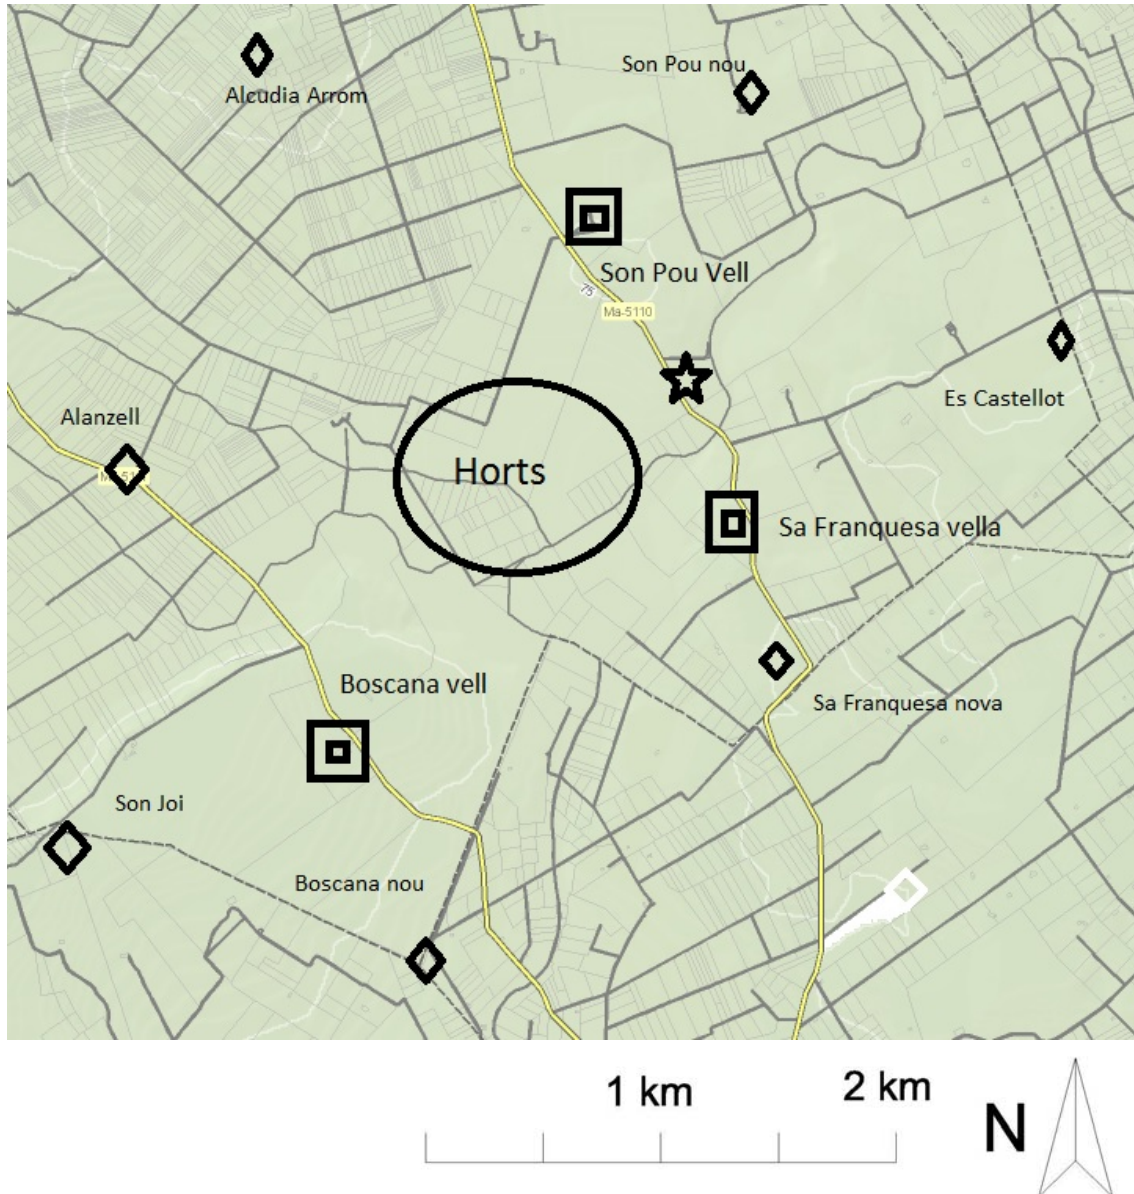 Son Pou nou
Alcudia Arrom
Son Pou Vell
75
Ma-5110
Es Castellot
Alanzell
Horts
Sa Franquesa vella
Boscana vell
Sa Franquesa nova
Son Joi
Boscana nou
1 km
2 km
N